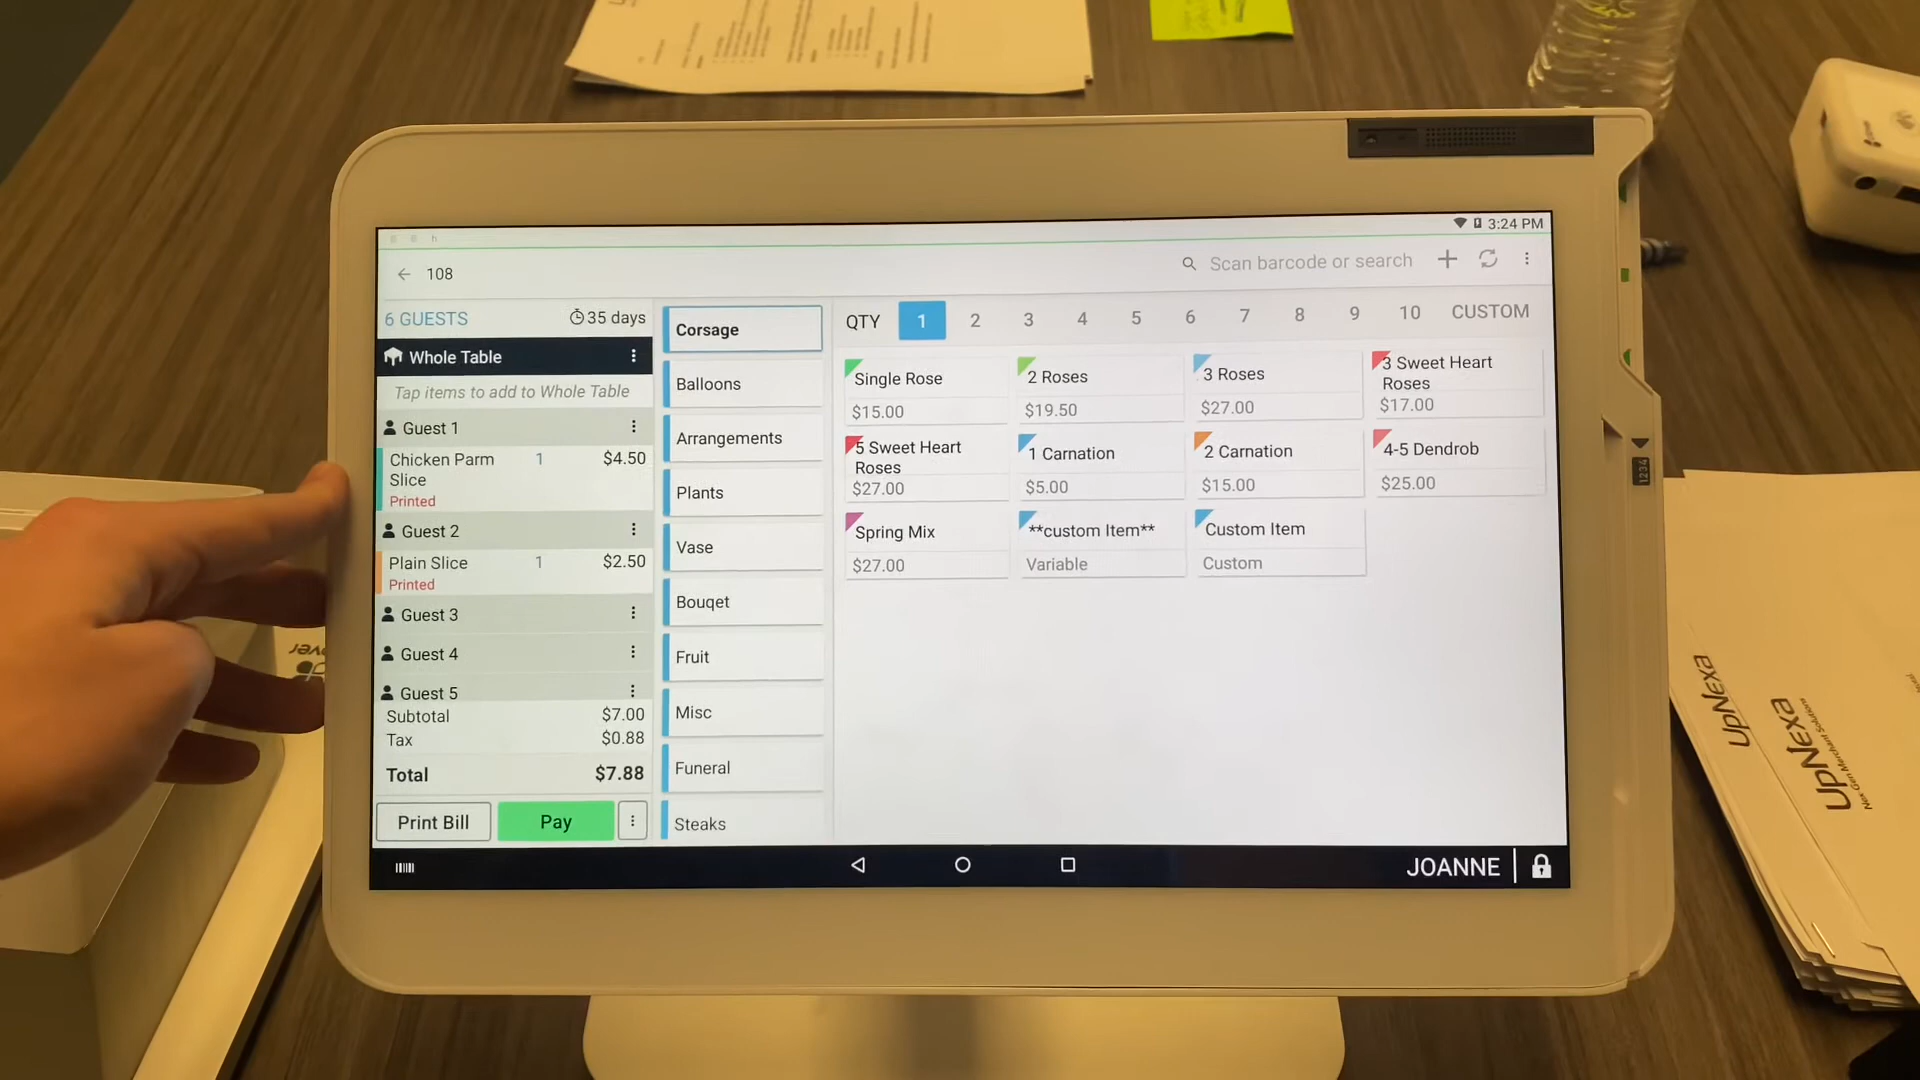 3:24 PM
108
Scan barcode or search
6 GUESTS
35 days
Whole Table
Tap items to add to Whole Table
Guest 1
Chicken Parm
Slice
1
$4.50
Printed
Guest 2
Plain Slice
1
$2.50
Printed
Guest 3
Guest 4
Guest 5
Subtotal
$7.00
Tax
$0.88
Total
$7.88
Print Bill
Pay
Corsage
Balloons
Arrangements
Plants
Vase
Bouqet
Fruit
Misc
Funeral
Steaks
QTY 1 2 3 4 5 6 7 8 9 10 CUSTOM
Single Rose
$15.00
2 Roses
$19.50
3 Roses
$27.00
3 Sweet Heart
Roses
$17.00
5 Sweet Heart
Roses
$27.00
1 Carnation
$5.00
2 Carnation
$15.00
4-5 Dendrob
$25.00
Spring Mix
$27.00
**custom Item**
Variable
Custom Item
Custom
JOANNE
1234
UpNexa
UpNexa
Nex-Gen Merchant Solutions